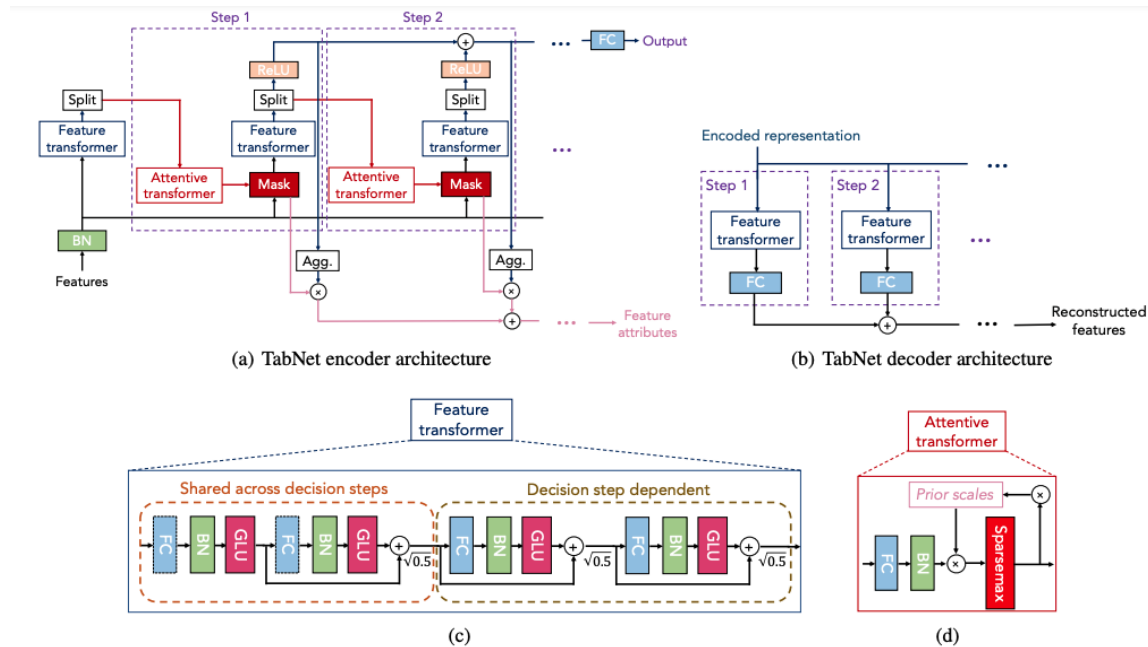 Step 1
Step 2
FC
Output
ReLU
ReLU
Split
Split
Split
Feature
transformer
Feature
transformer
Feature
transformer
...
Attentive
transformer
Mask
Attentive
transformer
Mask
BN
Features
Agg.
Agg.
...
Feature
attributes
(a) TabNet encoder architecture
Encoded representation
...
Step 1
Step 2
Feature
transformer
Feature
transformer
...
FC
FC
...
Reconstructed
features
(b) TabNet decoder architecture
Feature
transformer
Shared across decision steps
Decision step dependent
FC
BN
GLU
FC
BN
GLU
√0.5
FC
BN
GLU
√0.5
FC
BN
GLU
√0.5
(c)
Attentive
transformer
Prior scales
FC
BN
Sparsemax
(d)